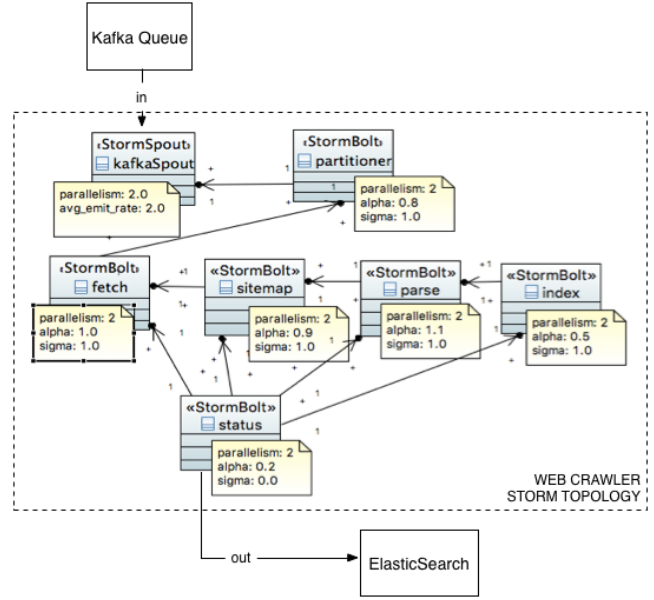 Kafka Queue
in
«StormSpout»
kafkaSpout
parallelism: 2.0
avg_emit_rate: 2.0
«StormBolt»
partitioner
parallelism: 2
alpha: 0.8
sigma: 1.0
+
1
1
1
+
+
+
«StormBolt»
fetch
parallelism: 2
alpha: 1.0
sigma: 1.0
«StormBolt»
sitemap
parallelism: 2
alpha: 0.9
sigma: 1.0
«StormBolt»
parse
parallelism: 2
alpha: 1.1
sigma: 1.0
«StormBolt»
index
parallelism: 2
alpha: 0.5
sigma: 1.0
«StormBolt»
status
parallelism: 2
alpha: 0.2
sigma: 0.0
WEB CRAWLER
STORM TOPOLOGY
out
ElasticSearch